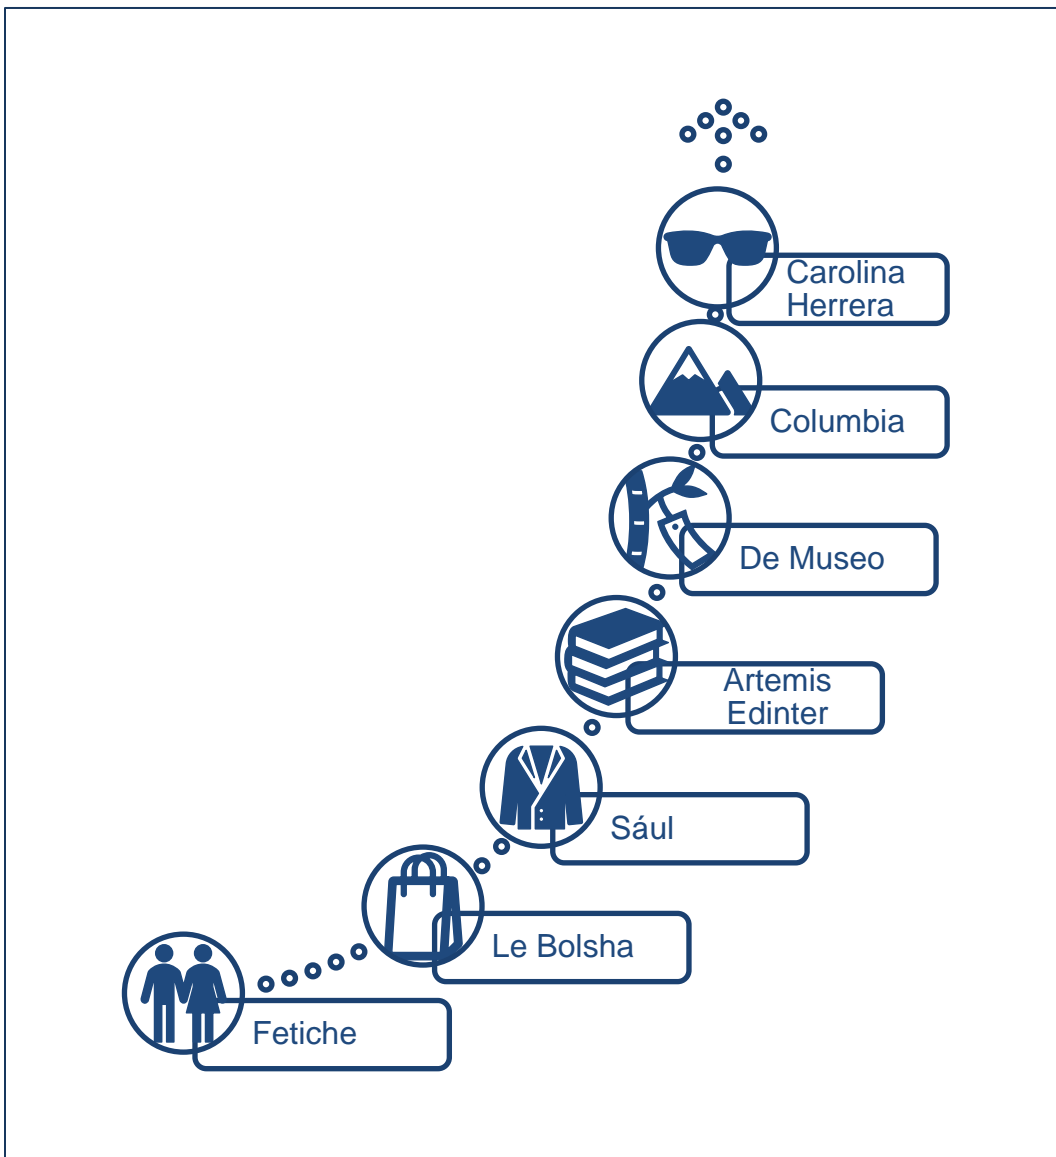 Carolina
Herrera
Columbia
De Museo
Artemis
Edinter
Sául
Le Bolsha
Fetiche